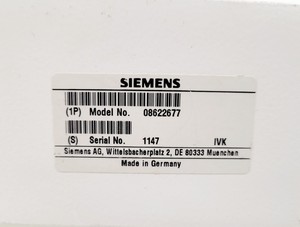 SIEMENS
(1P) Model No. 08622677
(S) Serial No. 1147 IVK
Siemens AG, Wittelsbacherplatz 2, DE 80333 Muenchen
Made in Germany